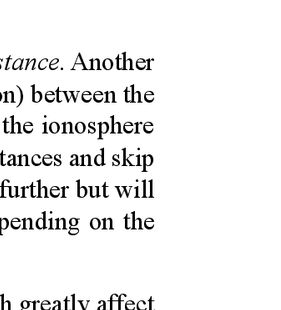 stance. Another
on) between the
the ionosphere
tances and skip
further but will
pending on the
h greatly affect